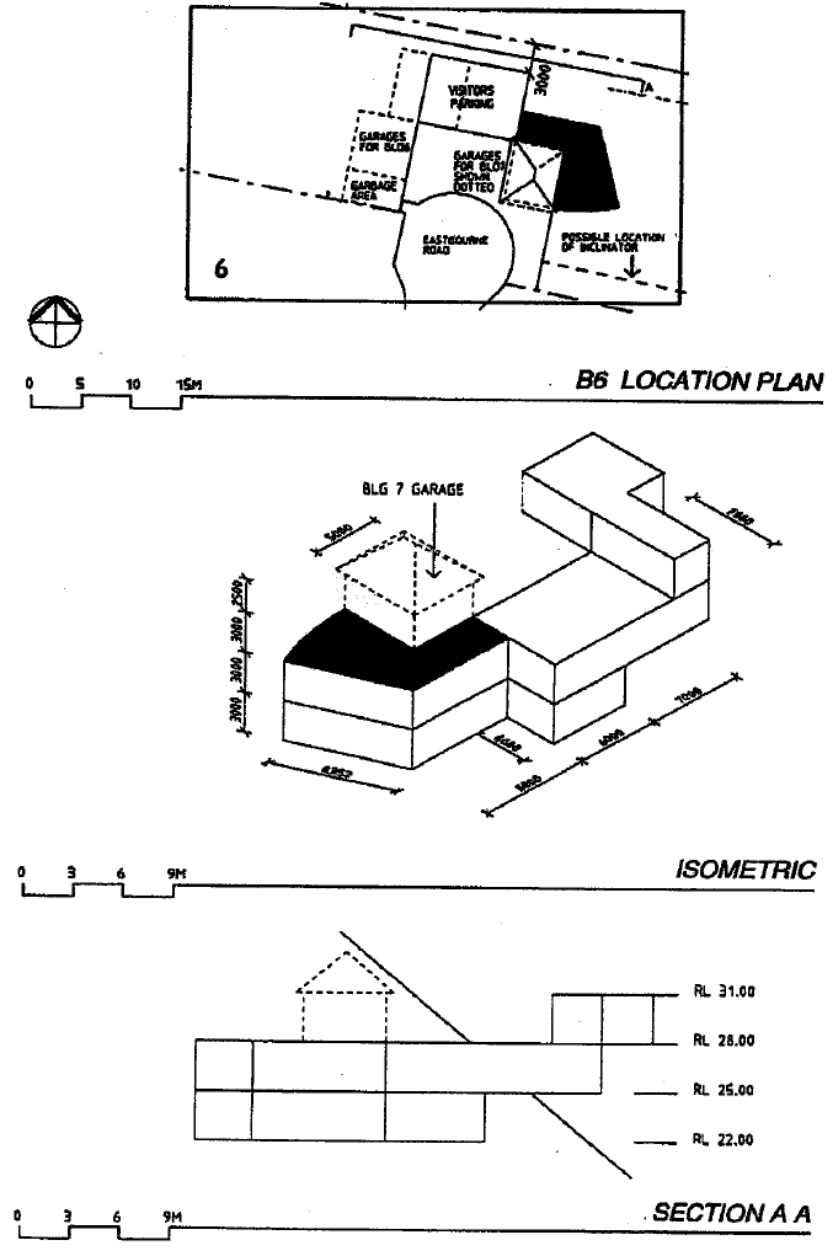 VISITORS
PARKING
3000
A
GARAGES
FOR BLG6
GARAGES
FOR BLG7
SHOWN
DOTTED
GARBAGE
AREA
EASTBOURNE
ROAD
POSSIBLE LOCATION
OF INCLINATOR
6
0 5 10 15M
B6 LOCATION PLAN
BLG 7 GARAGE
5000
2500
3000
3000
3000
7000
6000
0 3 6 9M
ISOMETRIC
RL 31.00
RL 28.00
RL 25.00
RL 22.00
0 3 6 9M
SECTION A A